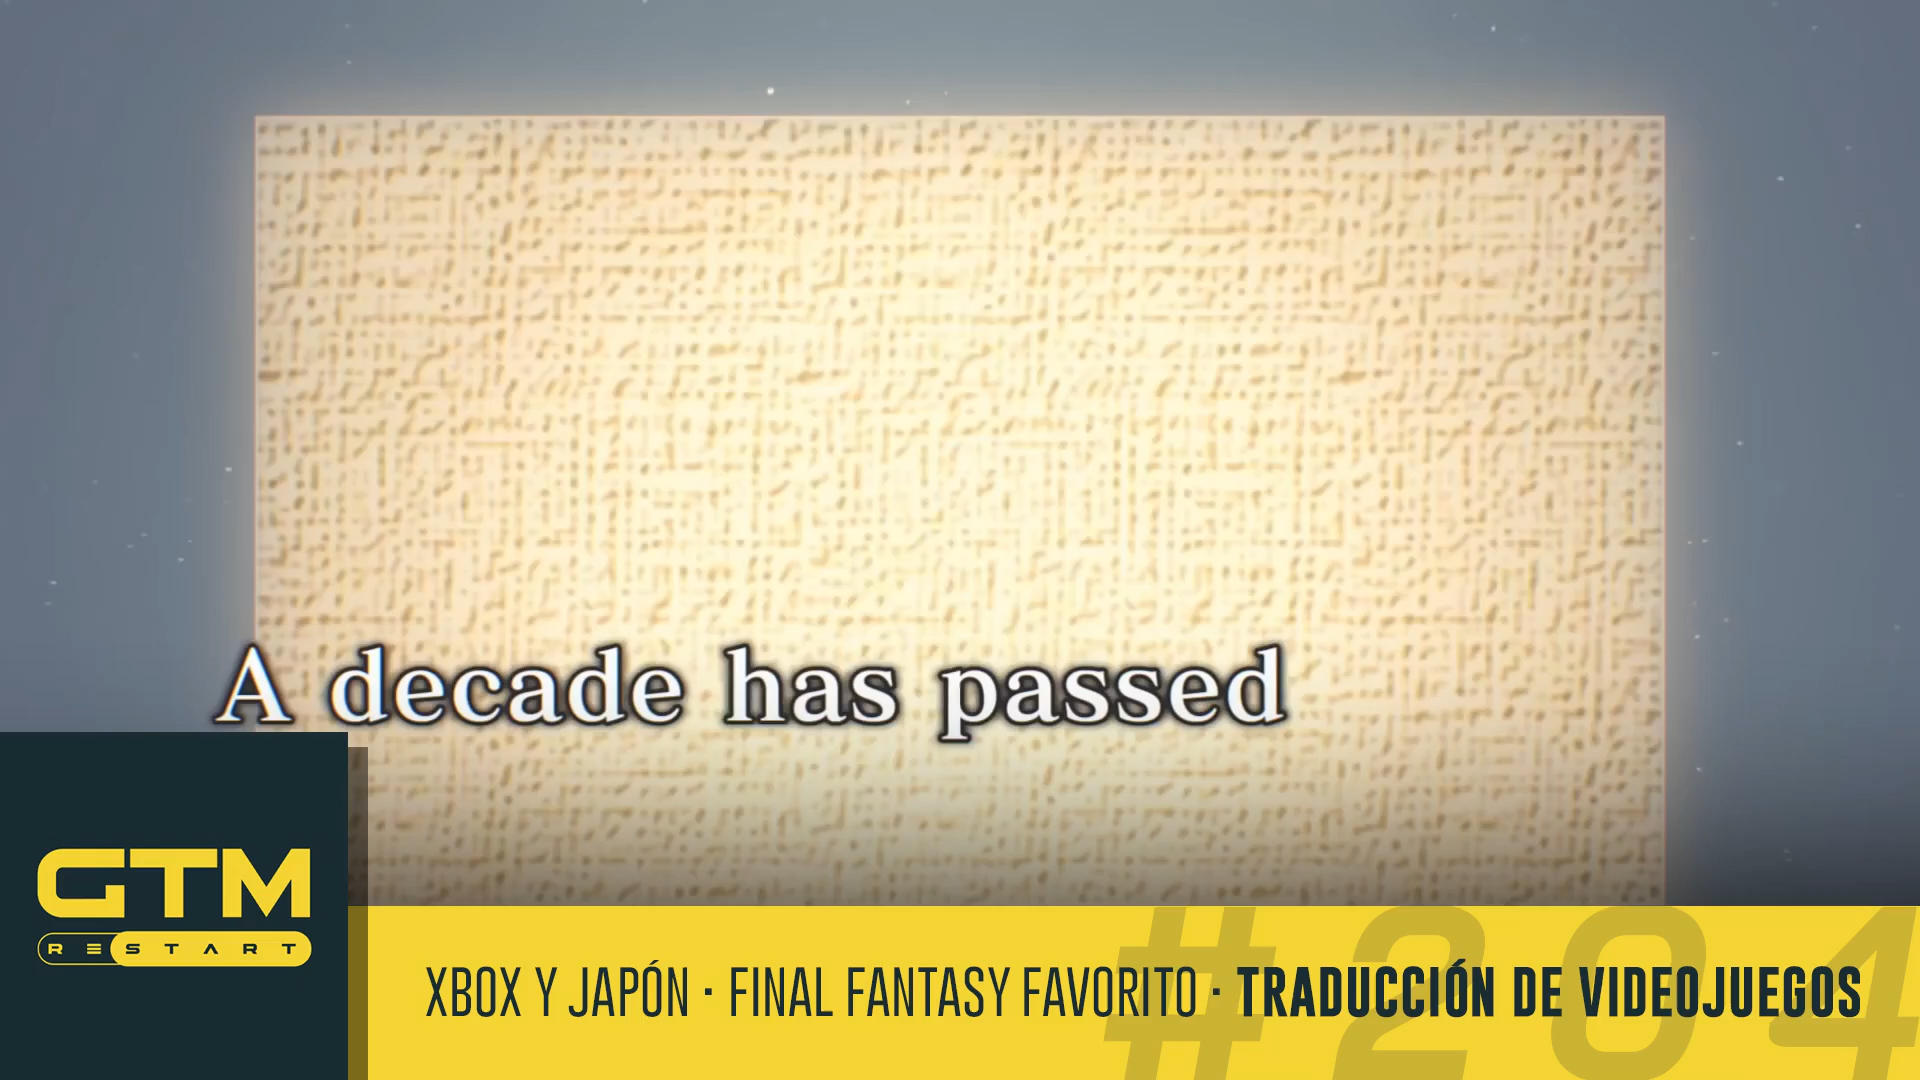 A decade has passed
GTM
RESTART
#204
XBOX Y JAPÓN · FINAL FANTASY FAVORITO · TRADUCCIÓN DE VIDEOJUEGOS